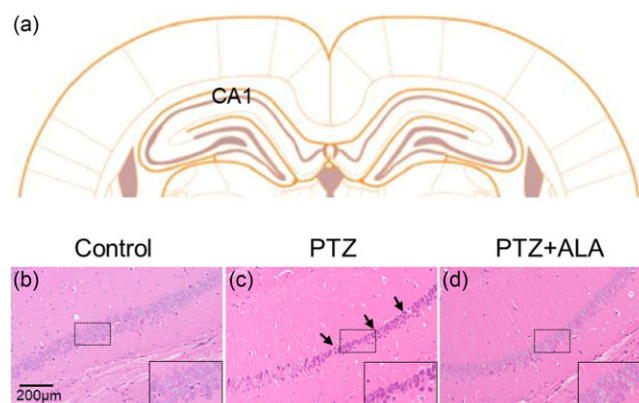 (a)
CA1
Control
PTZ
PTZ+ALA
(b)
(c)
(d)
200μm